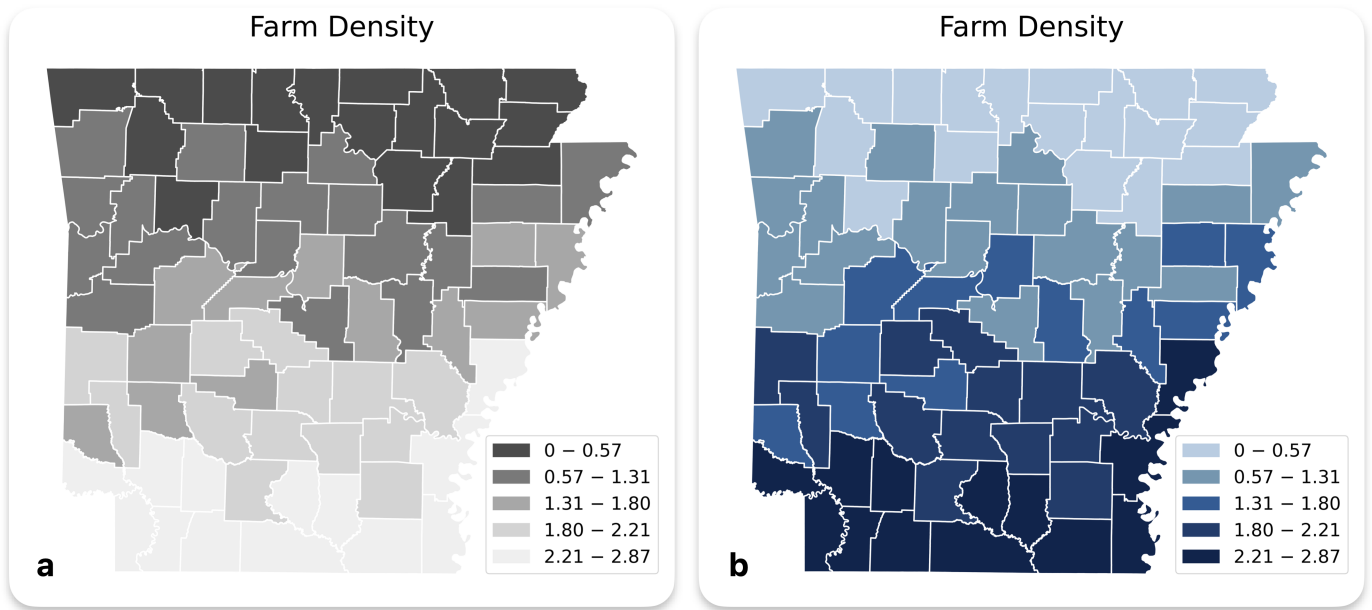 Farm Density
0 – 0.57
0.57 – 1.31
1.31 – 1.80
1.80 – 2.21
2.21 – 2.87
a
Farm Density
0 – 0.57
0.57 – 1.31
1.31 – 1.80
1.80 – 2.21
2.21 – 2.87
b